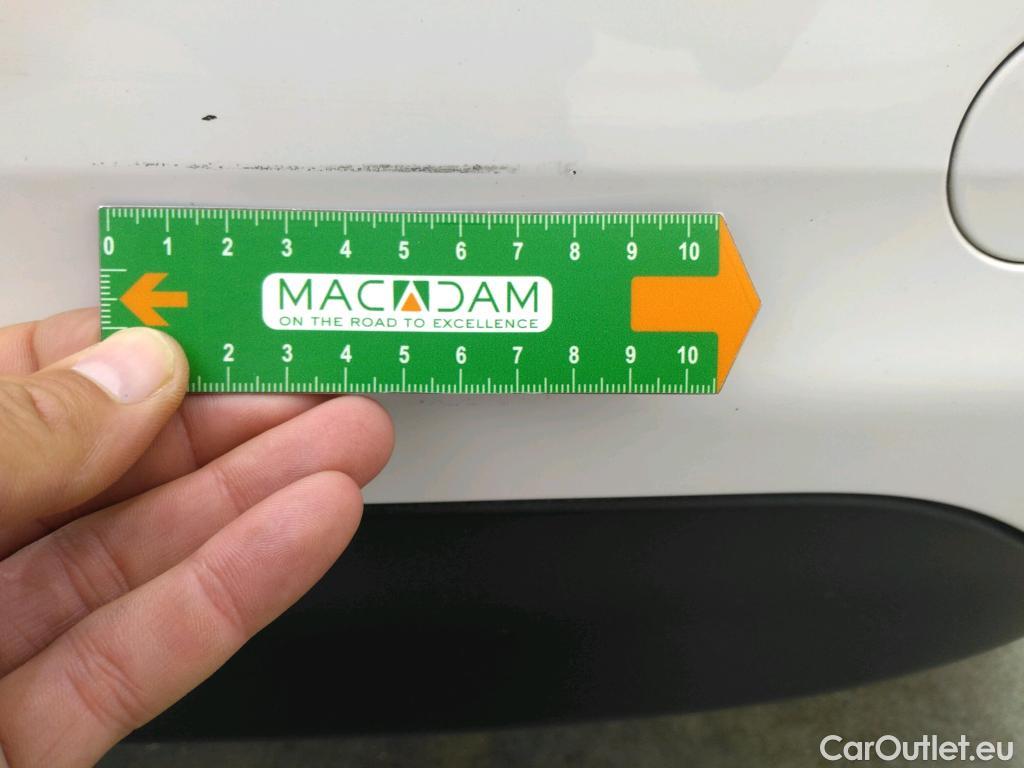 0 1 2 3 4 5 6 7 8 9 10
MACADAM
ON THE ROAD TO EXCELLENCE
2 3 4 5 6 7 8 9 10
CarOutlet.eu